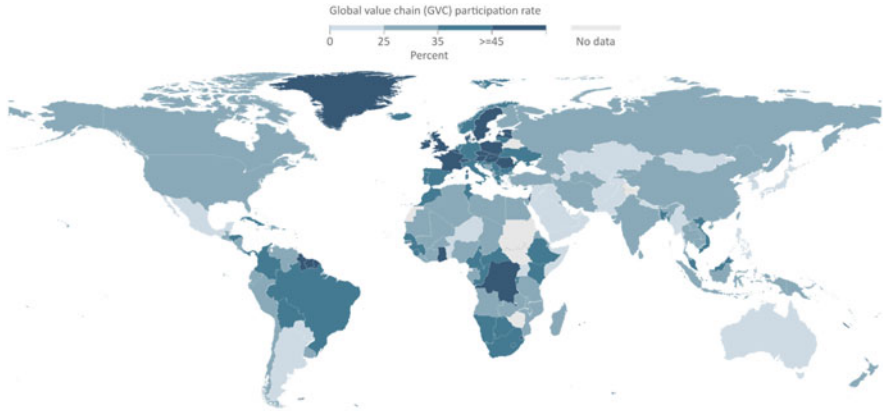 Global value chain (GVC) participation rate
0 25 35 >=45 No data
Percent